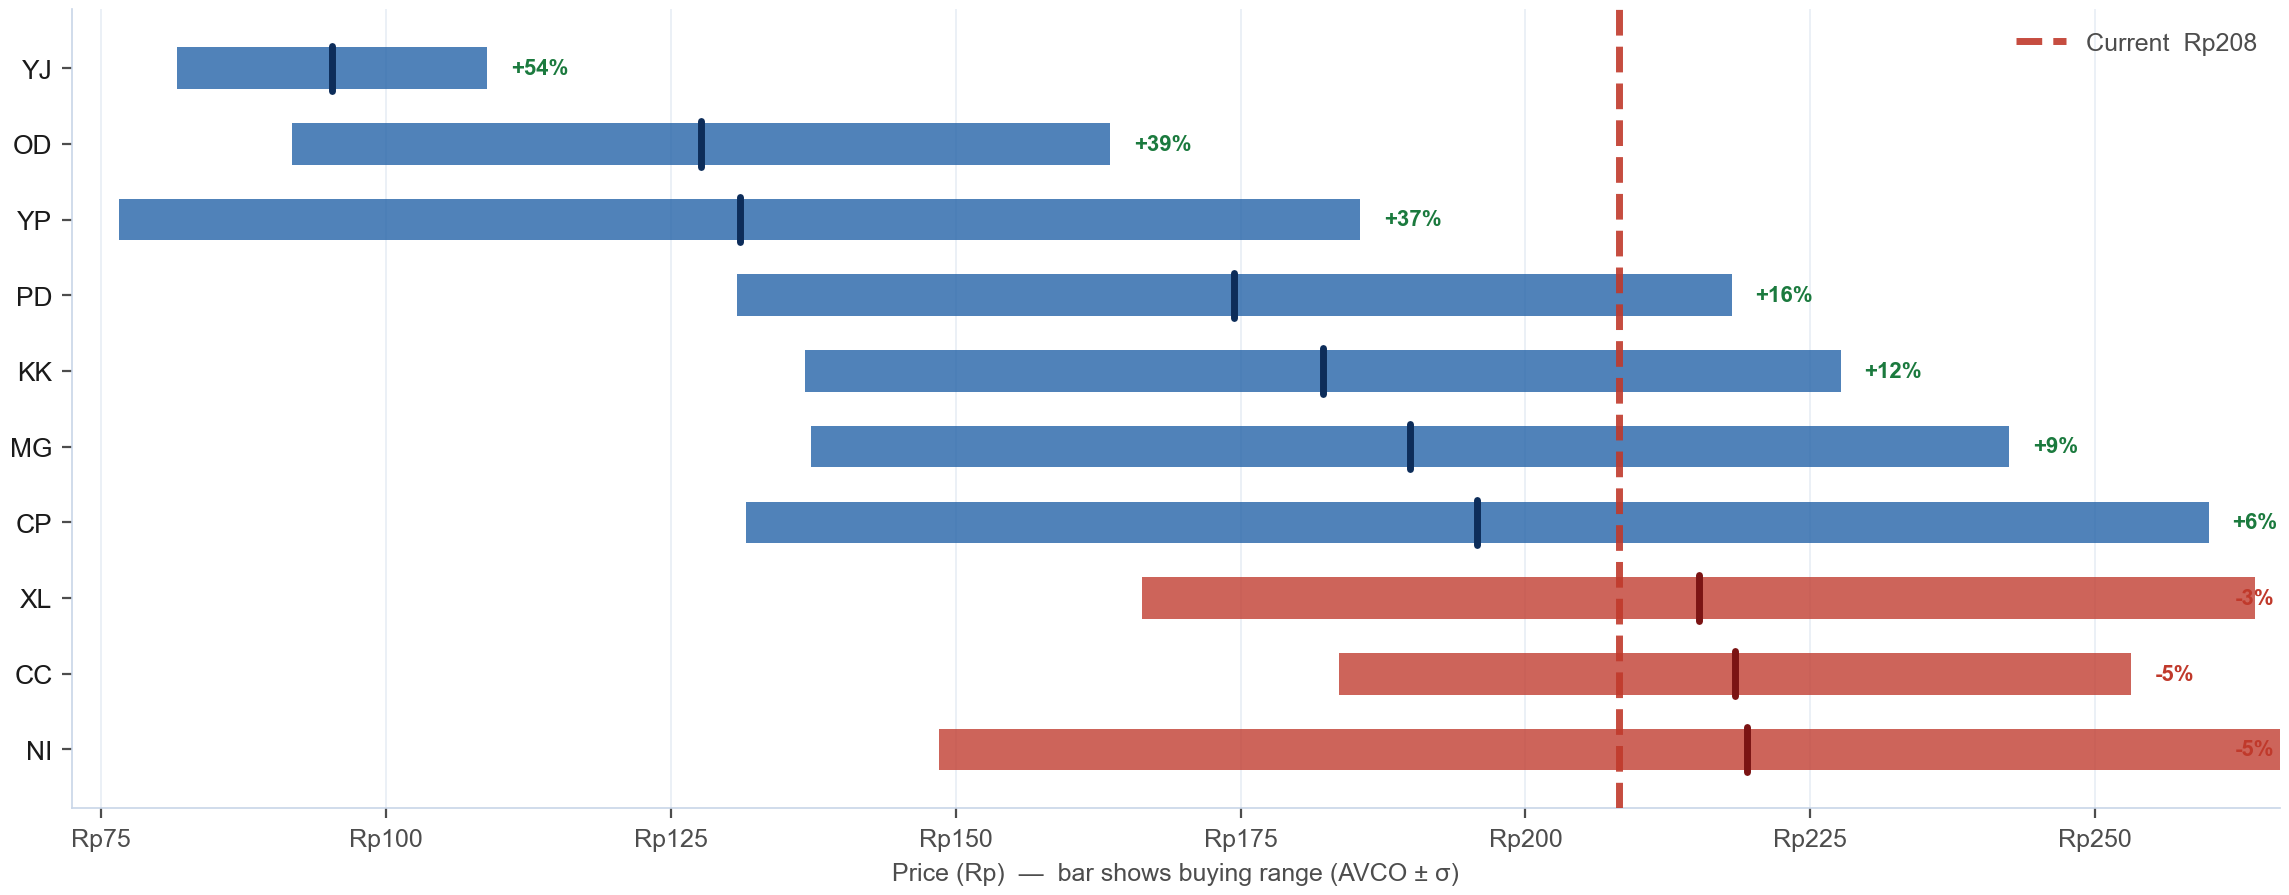 Current Rp208
YJ +54%
OD +39%
YP +37%
PD +16%
KK +12%
MG +9%
CP +6%
XL -3%
CC -5%
NI -5%
Rp75 Rp100 Rp125 Rp150 Rp175 Rp200 Rp225 Rp250
Price (Rp) — bar shows buying range (AVCO ± σ)